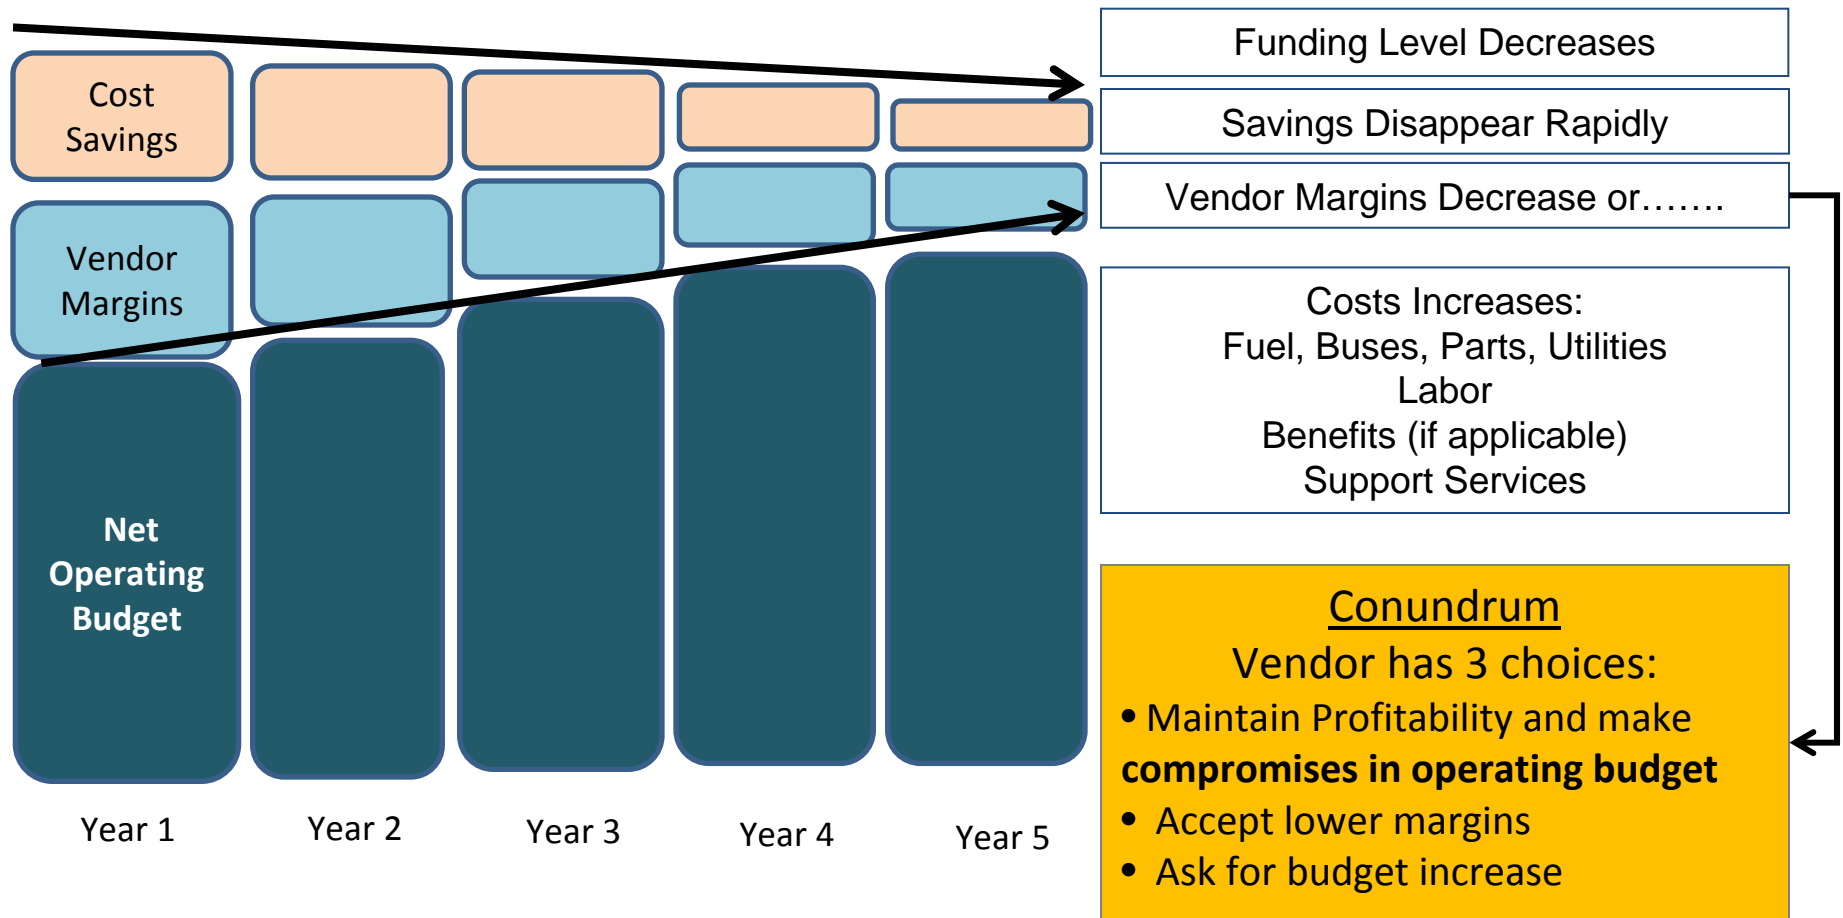 Cost
Savings
Vendor
Margins
Net
Operating
Budget
Year 1
Year 2
Year 3
Year 4
Year 5
Funding Level Decreases
Savings Disappear Rapidly
Vendor Margins Decrease or…….
Costs Increases:
Fuel, Buses, Parts, Utilities
Labor
Benefits (if applicable)
Support Services
Conundrum
Vendor has 3 choices:
• Maintain Profitability and make
compromises in operating budget
• Accept lower margins
• Ask for budget increase